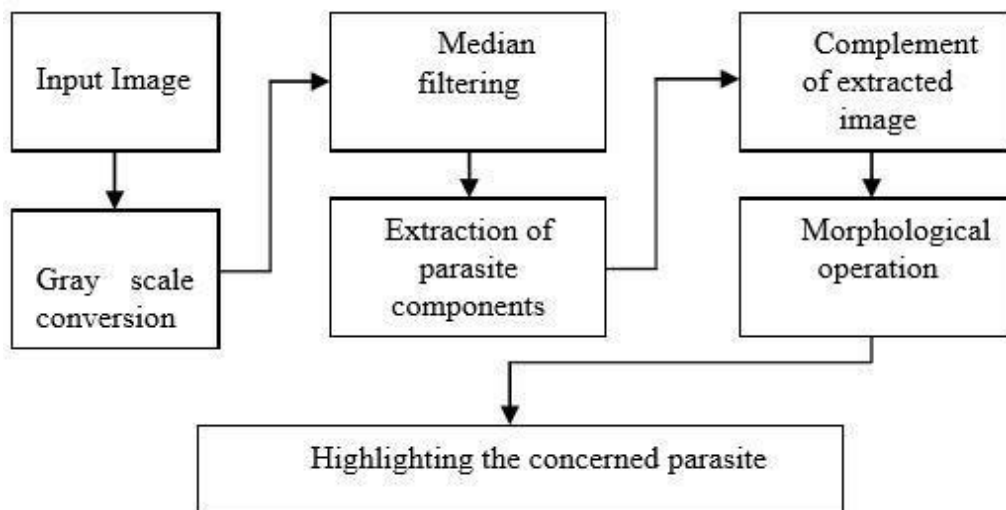 Input Image
Gray scale
conversion
Median
filtering
Extraction of
parasite
components
Complement
of extracted
image
Morphological
operation
Highlighting the concerned parasite